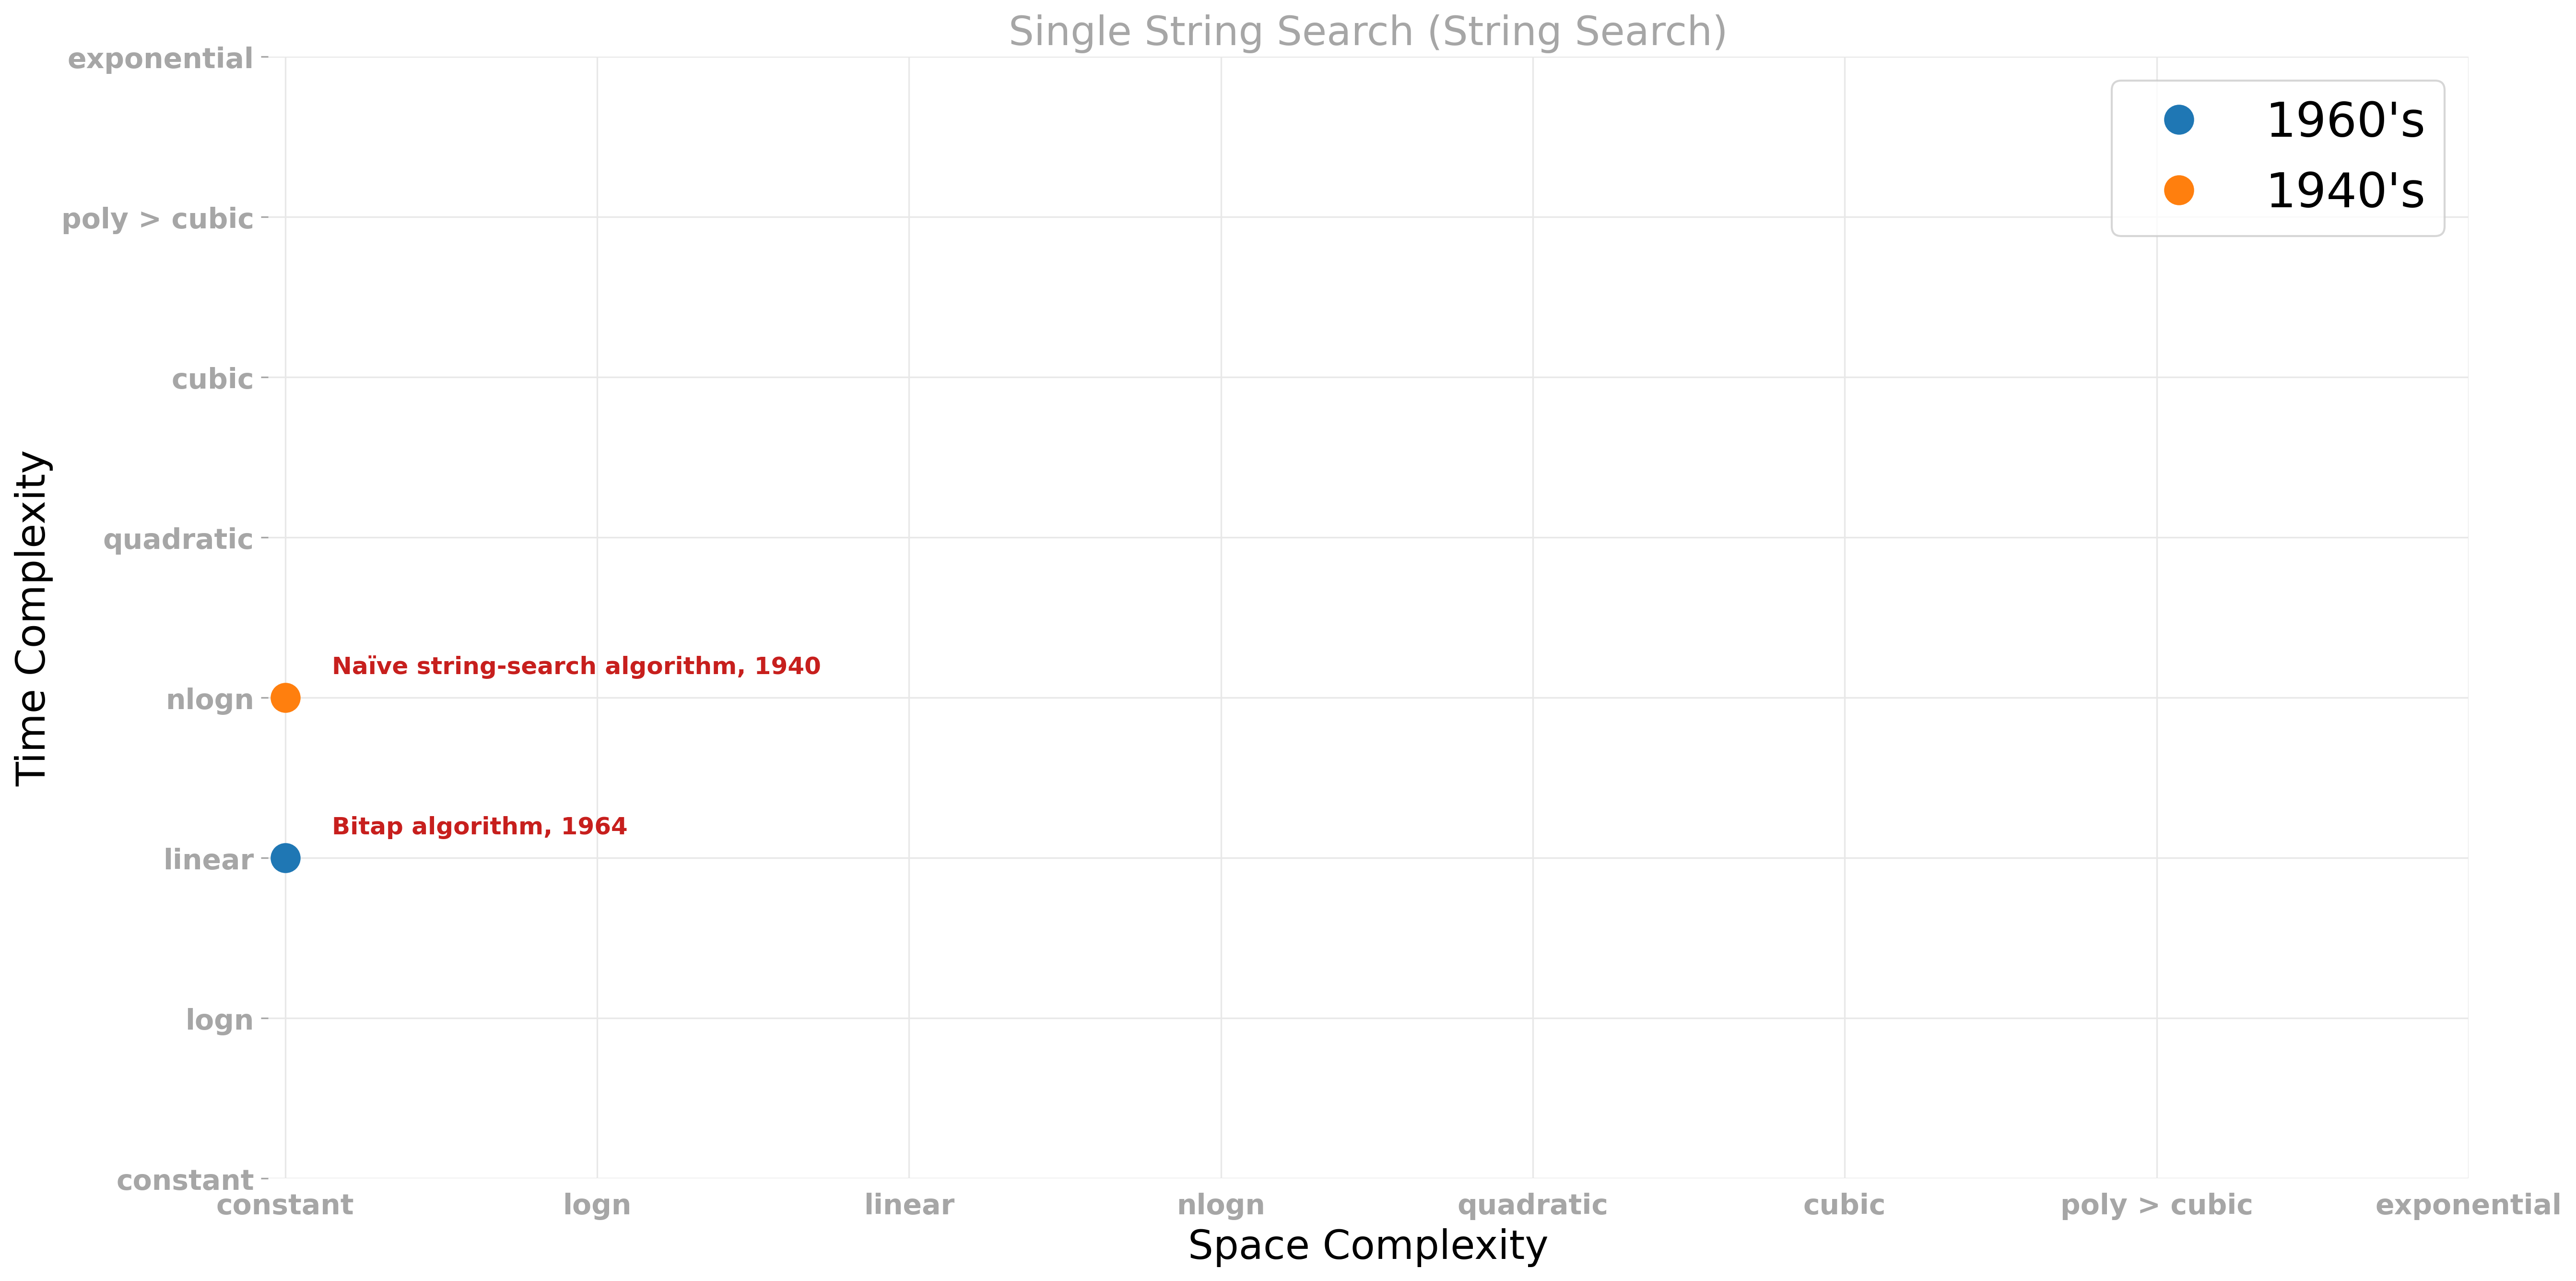 Single String Search (String Search)
exponential
poly > cubic
cubic
quadratic
nlogn
linear
logn
constant
Time Complexity
1960's
1940's
Naïve string-search algorithm, 1940
Bitap algorithm, 1964
constant
logn
linear
nlogn
quadratic
cubic
poly > cubic
exponential
Space Complexity